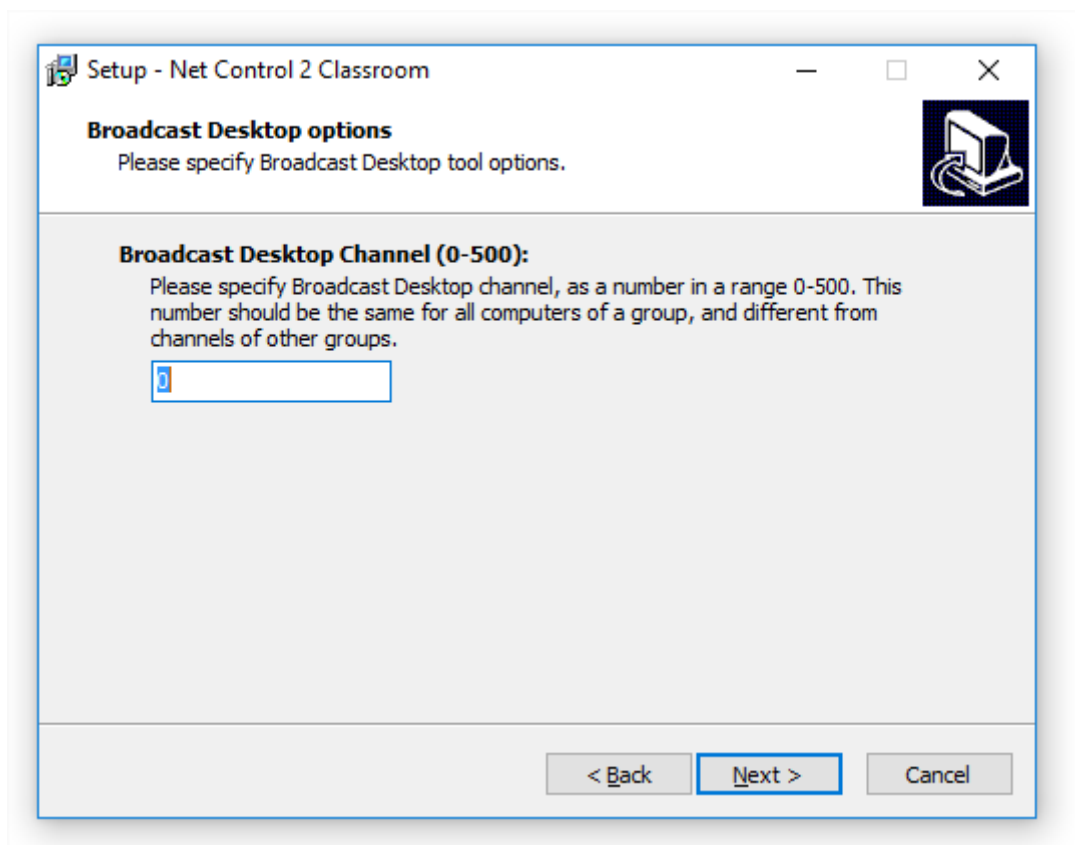 Setup - Net Control 2 Classroom
Broadcast Desktop options
Please specify Broadcast Desktop tool options.
Broadcast Desktop Channel (0-500):
Please specify Broadcast Desktop channel, as a number in a range 0-500. This
number should be the same for all computers of a group, and different from
channels of other groups.
0
< Back Next > Cancel